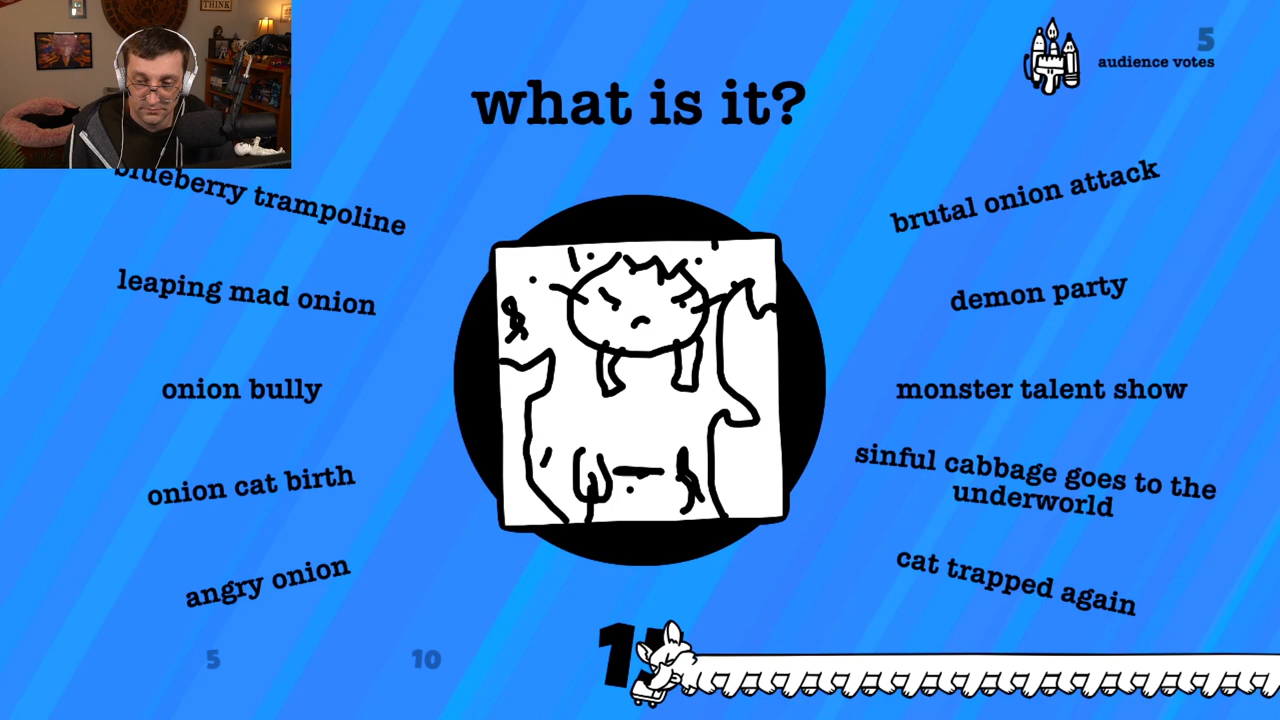 THINK
5
audience votes
what is it?
blueberry trampoline
leaping mad onion
onion bully
onion cat birth
angry onion
brutal onion attack
demon party
monster talent show
sinful cabbage goes to the
underworld
cat trapped again
5
10